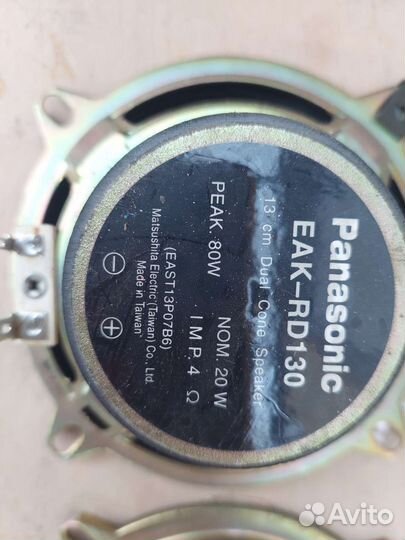 Panasonic
EAK-RD130
13 cm Dual Cone Speaker
PEAK. 80W NOM. 20 W
IMP. 4 Ω
(EAST13P07B6)
Matsushita Electric (Taiwan) Co., Ltd.
Made in Taiwan
⊖ ⊕
Avito